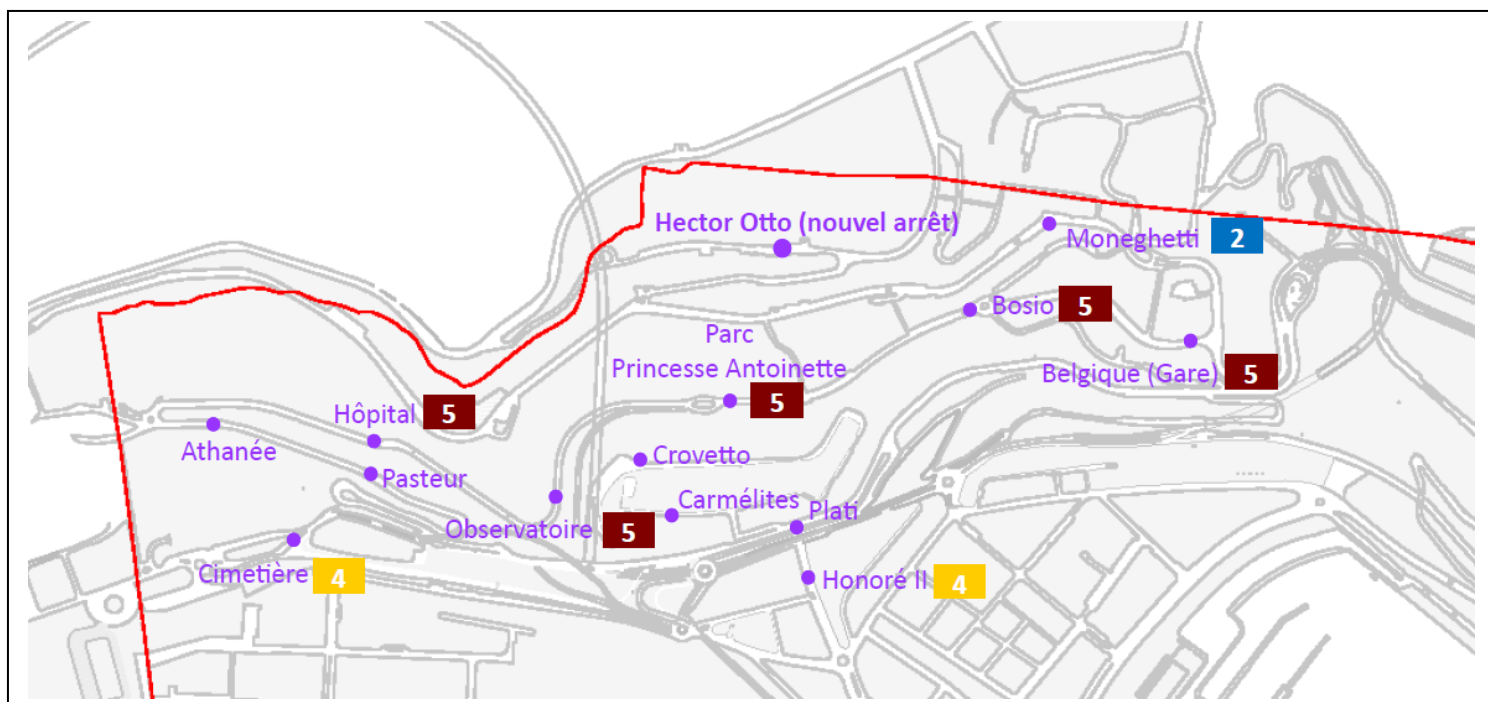 Hector Otto (nouvel arrêt)
Moneghetti 2
Bosio 5
Parc
Princesse Antoinette
5
Belgique (Gare) 5
Hôpital 5
Athanée
Pasteur
Crovetto
Carmélites
Plati
Observatoire 5
Cimetière 4
Honoré II 4